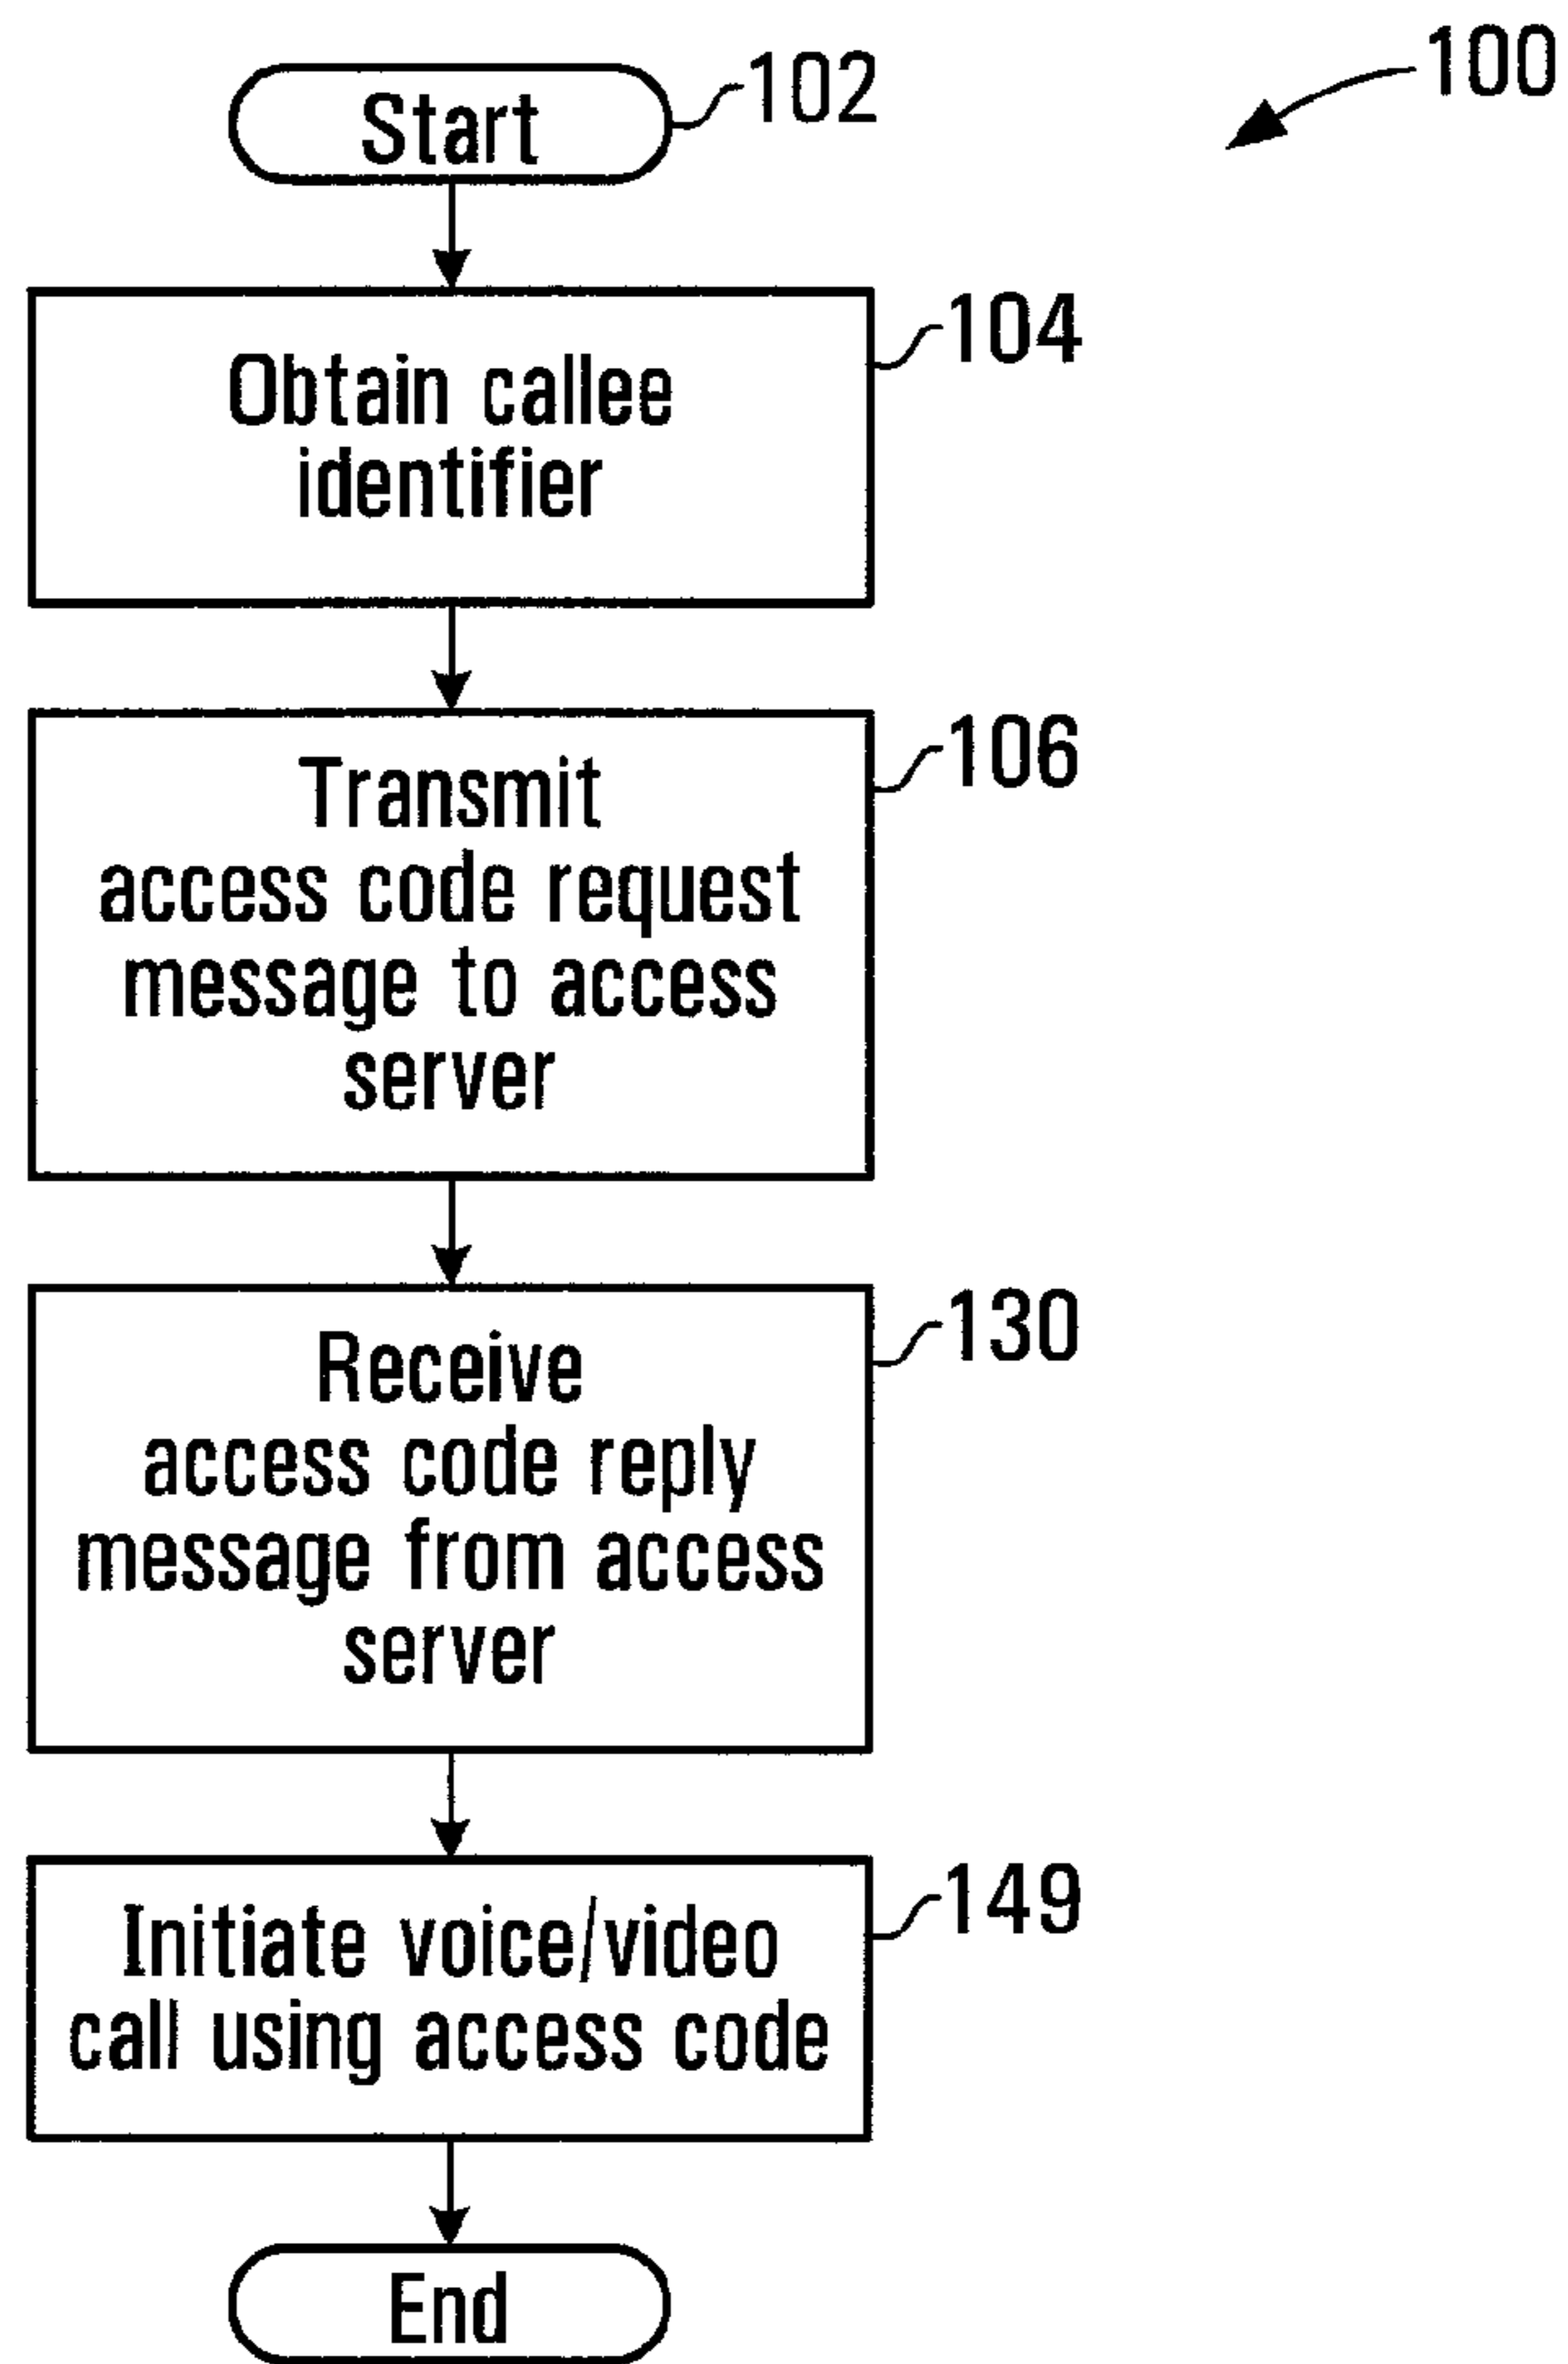 100
Start
102
Obtain callee
identifier
104
Transmit
access code request
message to access
server
106
Receive
access code reply
message from access
server
130
Initiate voice/video
call using access code
149
End